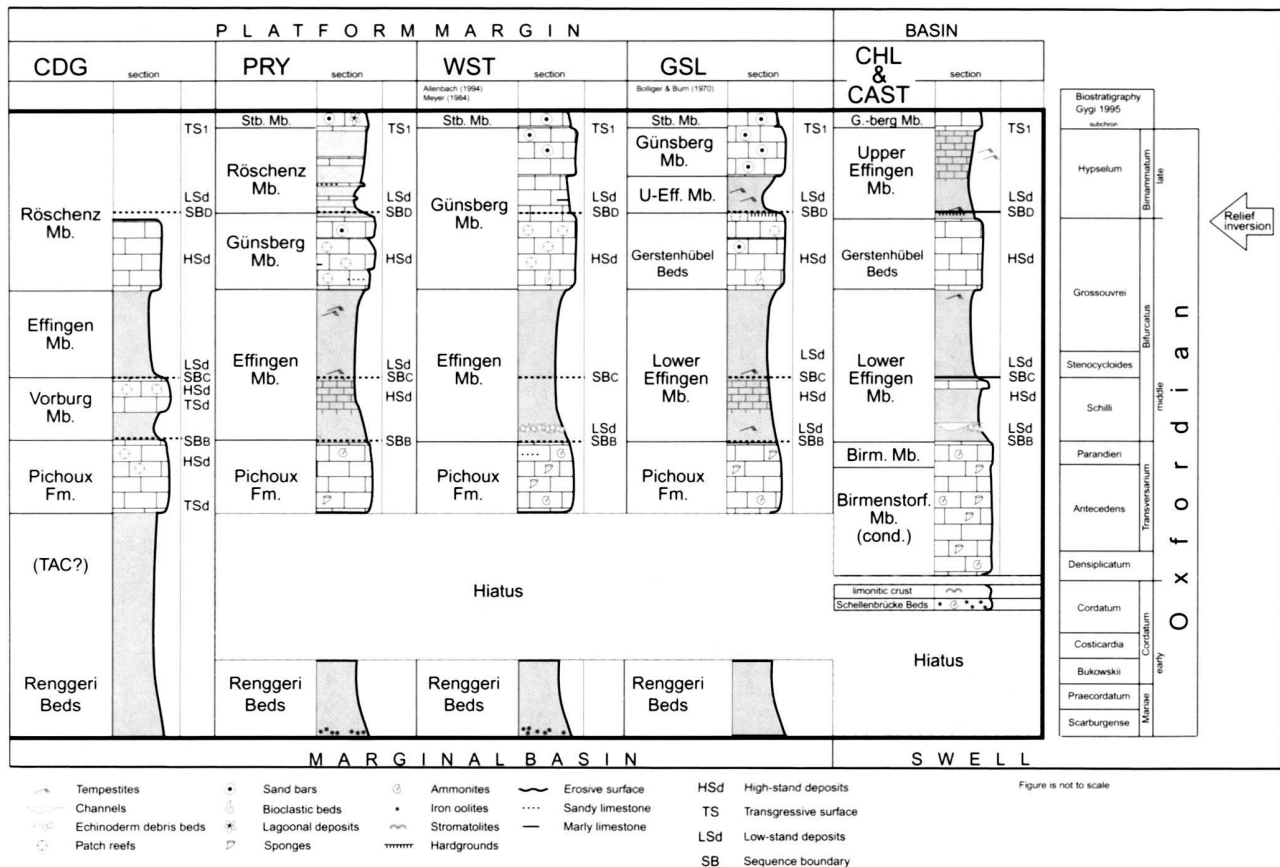 PLATFORM MARGIN
BASIN
CDG
section
PRY
section
WST
section
GSL
section
CHL
&
CAST
section
Allenbach (1994)
Meyer (1984)
Bolliger & Burri (1970)
Biostratigraphy
Gygi 1995
subchron
Stb. Mb.
TS1
Stb. Mb.
TS1
Stb. Mb.
TS1
G.-berg Mb.
TS1
Röschenz
Mb.
LSd
SBD
HSd
Effingen
Mb.
LSd
SBC
HSd
TSd
Vorburg
Mb.
SBB
HSd
Pichoux
Fm.
TSd
(TAC?)
Renggeri
Beds
Röschenz
Mb.
LSd
SBD
Günsberg
Mb.
HSd
Effingen
Mb.
LSd
SBC
HSd
SBB
Pichoux
Fm.
Renggeri
Beds
Günsberg
Mb.
LSd
SBD
HSd
Effingen
Mb.
SBC
LSd
SBB
Pichoux
Fm.
Renggeri
Beds
Günsberg
Mb.
U-Eff. Mb.
LSd
SBD
Gerstenhübel
Beds
HSd
Lower
Effingen
Mb.
LSd
SBC
HSd
LSd
SBB
Pichoux
Fm.
Renggeri
Beds
Hiatus
Upper
Effingen
Mb.
LSd
SBD
Gerstenhübel
Beds
HSd
Lower
Effingen
Mb.
LSd
SBC
HSd
LSd
SBB
Birm. Mb.
Birmenstorf.
Mb.
(cond.)
limonitic crust
Schellenbrücke Beds
Hiatus
Hypselum
Grossouvrei
Stenocycloides
Schilli
Parandieri
Antecedens
Densiplicatum
Cordatum
Costicardia
Bukowskii
Praecordatum
Scarburgense
Bimammatum
Bifurcatus
Transversarium
Cordatum
Mariae
late
middle
early
Oxfordian
Relief
inversion
MARGINAL BASIN
SWELL
Tempestites
Channels
Echinoderm debris beds
Patch reefs
Sand bars
Bioclastic beds
Lagoonal deposits
Sponges
Ammonites
Iron oolites
Stromatolites
Hardgrounds
Erosive surface
Sandy limestone
Marly limestone
HSd High-stand deposits
TS Transgressive surface
LSd Low-stand deposits
SB Sequence boundary
Figure is not to scale